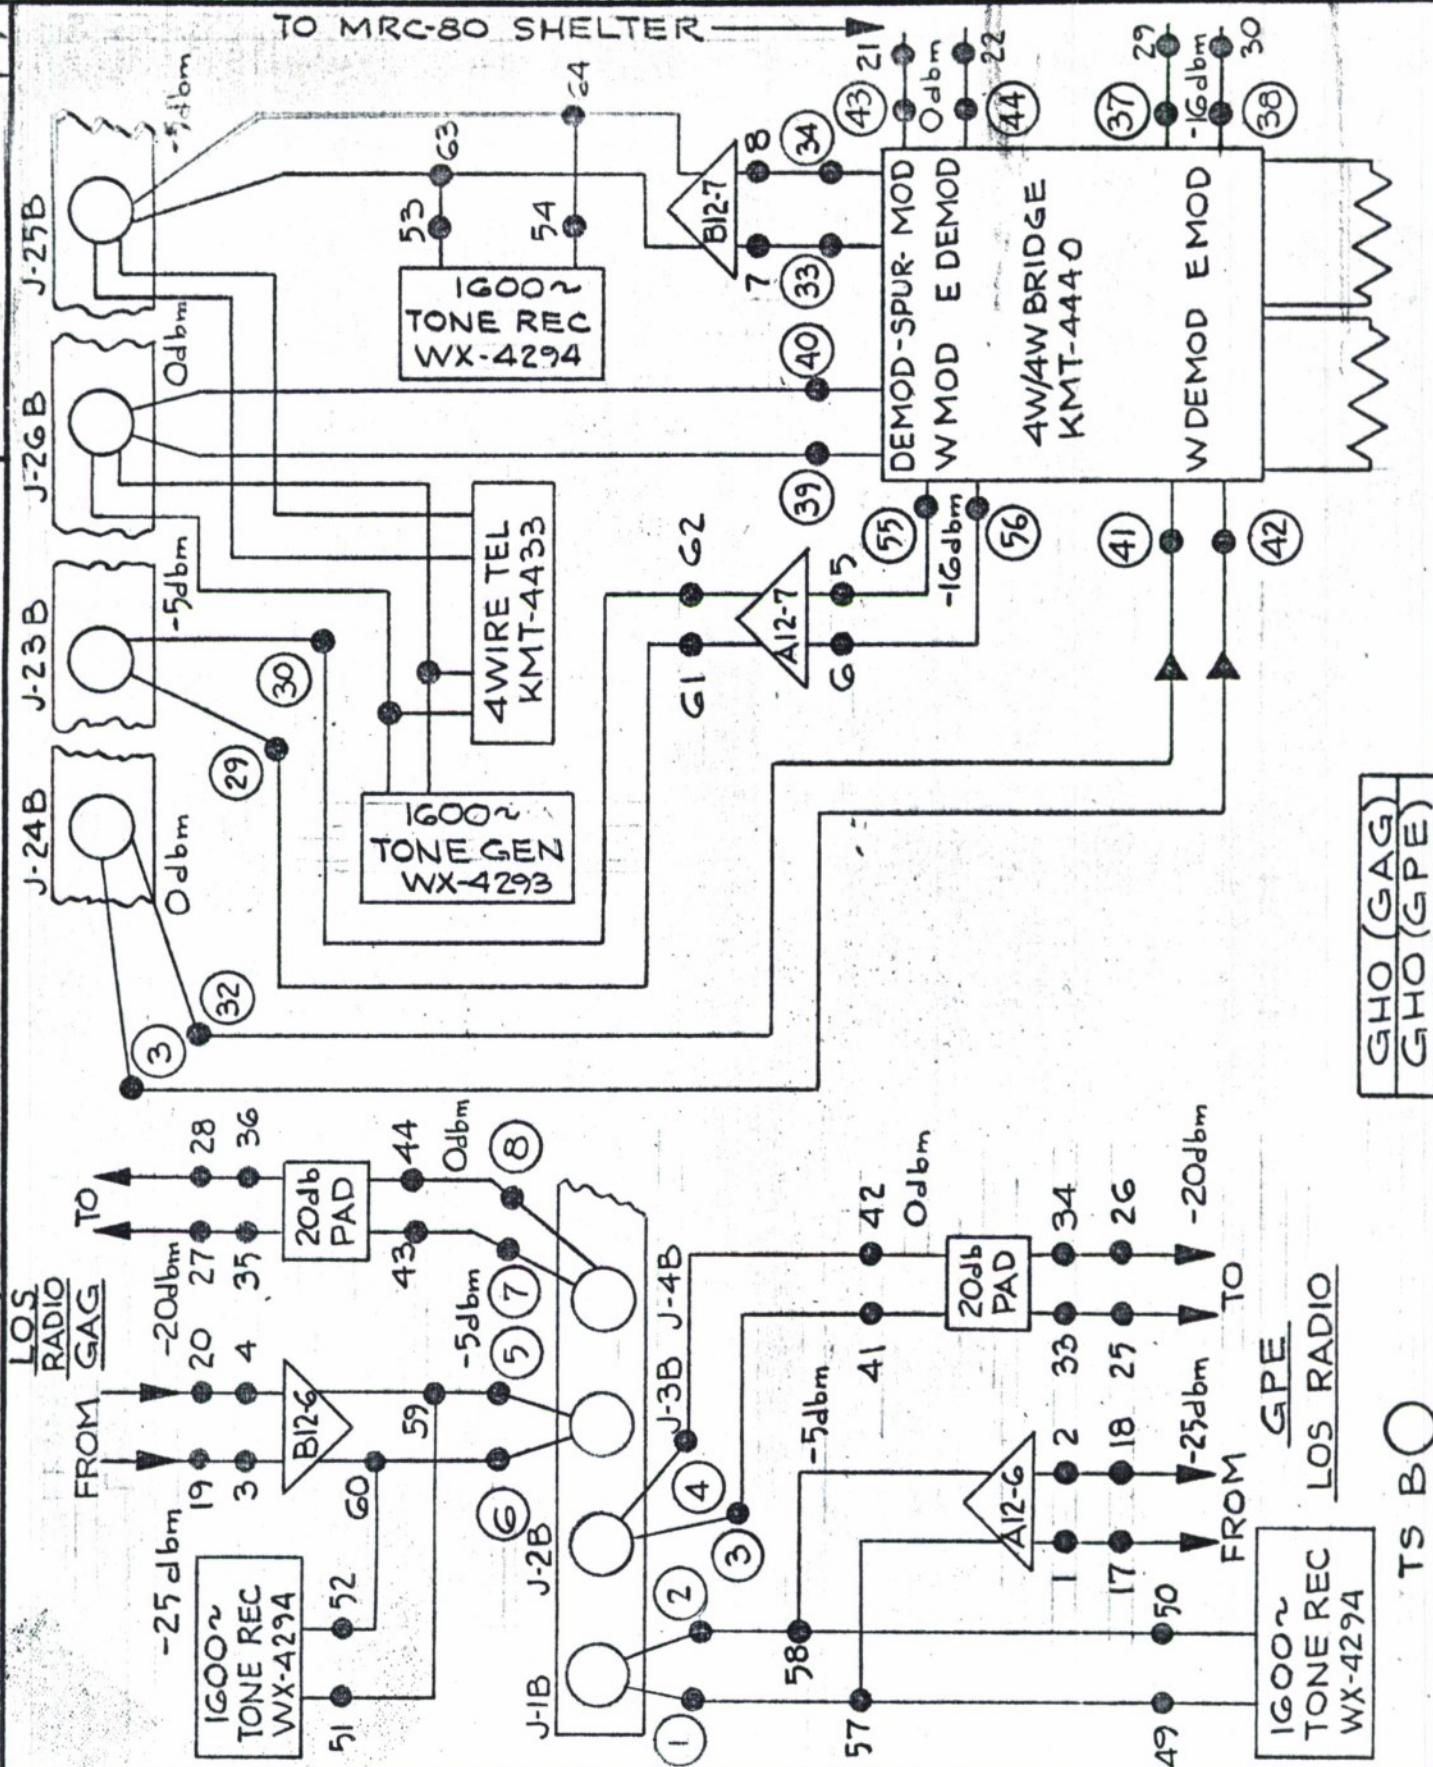 TO MRC-80 SHELTER
J-25B
-5dbm
J-26B
0dbm
J-23B
-5dbm
J-24B
0dbm
53
63
54
64
1600~
TONE REC
WX-4294
B12-7
7
8
33
34
43
21
0dbm
44
22
37
29
-16dbm
38
30
40
39
DEMOD-SPUR-MOD
W MOD E DEMOD
4W/4W BRIDGE
KMT-4440
W DEMOD E MOD
4 WIRE TEL
KMT-4433
1600~
TONE GEN
WX-4293
30
29
32
3
61
62
A12-7
6
5
55
-16dbm
56
41
42
GHO (GAG)
GHO (GPE)
LOS
RADIO
GAG
FROM
TO
-25dbm
19
20
-20dbm
27
28
3
4
35
36
B12-6
20db
PAD
60
59
43
44
0dbm
-5dbm
6
5
7
8
1600~
TONE REC
WX-4294
51
52
J-1B
J-2B
J-3B
J-4B
1
2
3
4
57
58
-5dbm
41
42
0dbm
A12-6
20db
PAD
1
2
33
34
17
18
25
26
-25dbm
-20dbm
FROM
TO
GPE
LOS RADIO
49
50
1600~
TONE REC
WX-4294
TS B